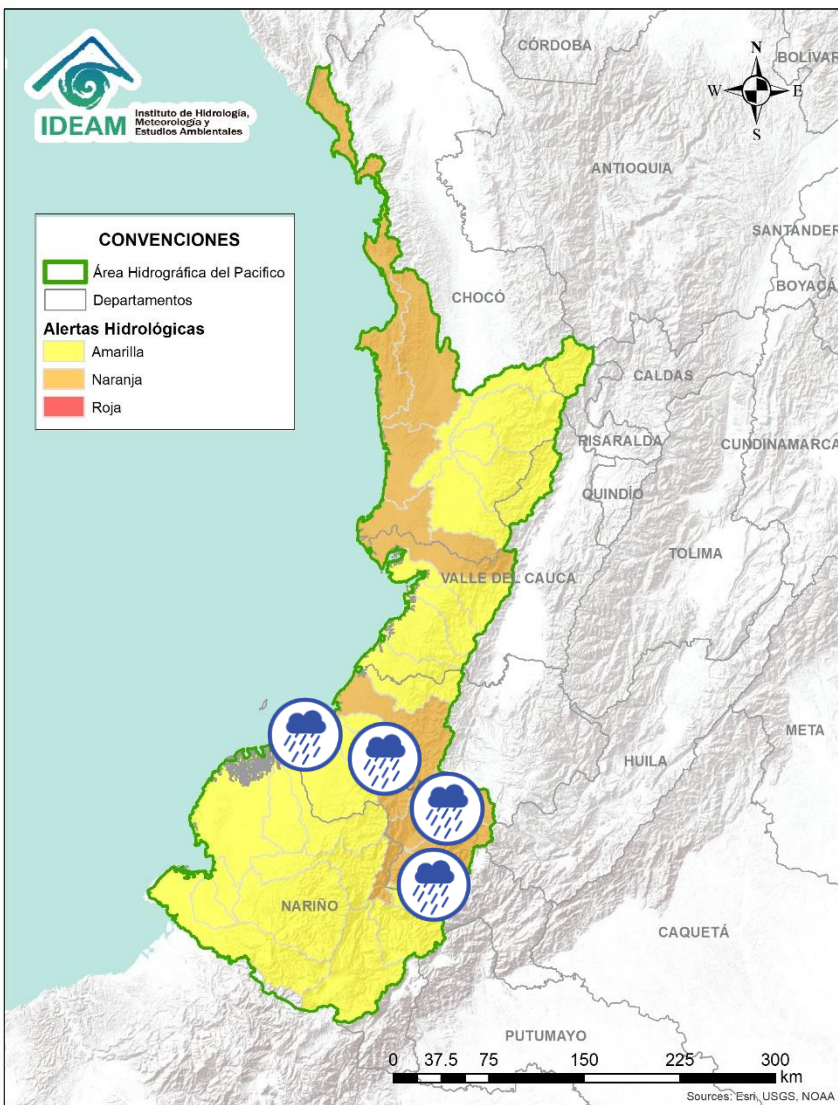 IDEAM
Instituto de Hidrología,
Meteorología y
Estudios Ambientales
N
W
E
S
CÓRDOBA
BOLÍVAR
ANTIOQUIA
SANTANDER
BOYACÁ
CHOCÓ
CONVENCIONES
Área Hidrográfica del Pacifico
Departamentos
Alertas Hidrológicas
Amarilla
Naranja
Roja
CALDAS
RISARALDA
CUNDINAMARCA
QUINDÍO
TOLIMA
VALLE DEL CAUCA
META
HUILA
NARIÑO
CAQUETÁ
PUTUMAYO
0 37.5 75 150 225 300
km
Sources: Esri, USGS, NOAA